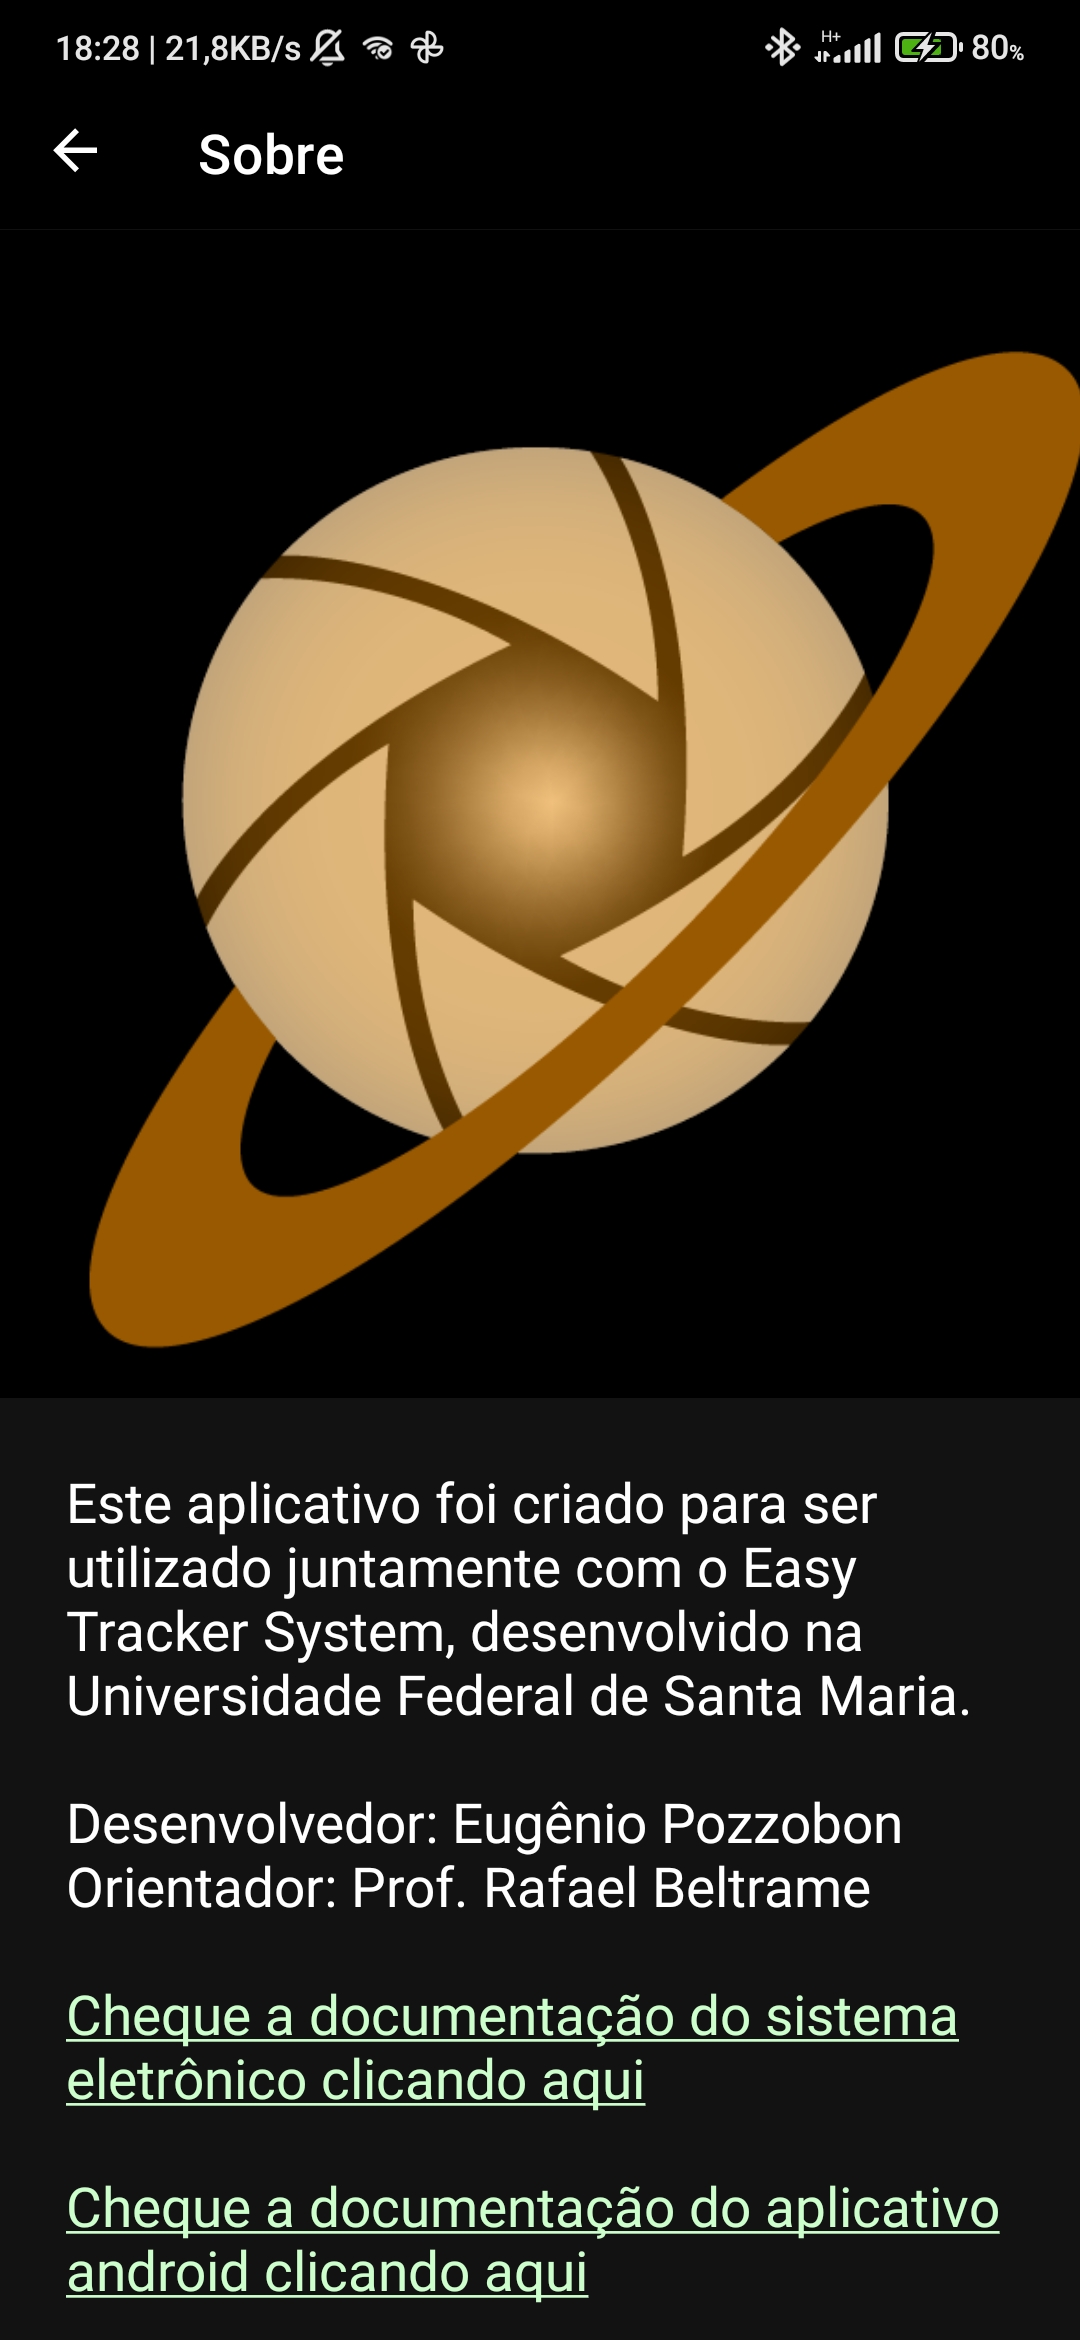 18:28 | 21,8KB/s H+ 80%
Sobre
Este aplicativo foi criado para ser
utilizado juntamente com o Easy
Tracker System, desenvolvido na
Universidade Federal de Santa Maria.
Desenvolvedor: Eugênio Pozzobon
Orientador: Prof. Rafael Beltrame
Cheque a documentação do sistema
eletrônico clicando aqui
Cheque a documentação do aplicativo
android clicando aqui